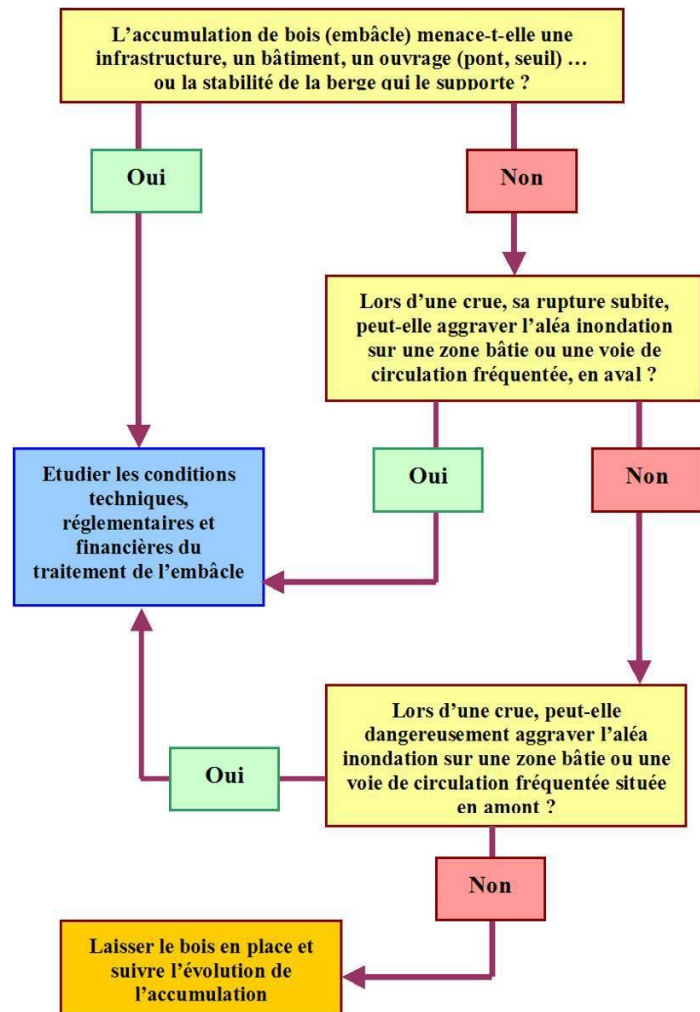 L’accumulation de bois (embâcle) menace-t-elle une
infrastructure, un bâtiment, un ouvrage (pont, seuil) …
ou la stabilité de la berge qui le supporte ?
Oui
Non
Lors d’une crue, sa rupture subite,
peut-elle aggraver l’aléa inondation
sur une zone bâtie ou une voie de
circulation fréquentée, en aval ?
Oui
Non
Etudier les conditions
techniques,
réglementaires et
financières du
traitement de l’embâcle
Lors d’une crue, peut-elle
dangereusement aggraver l’aléa
inondation sur une zone bâtie ou une
voie de circulation fréquentée située
en amont ?
Oui
Non
Laisser le bois en place et
suivre l’évolution de
l’accumulation